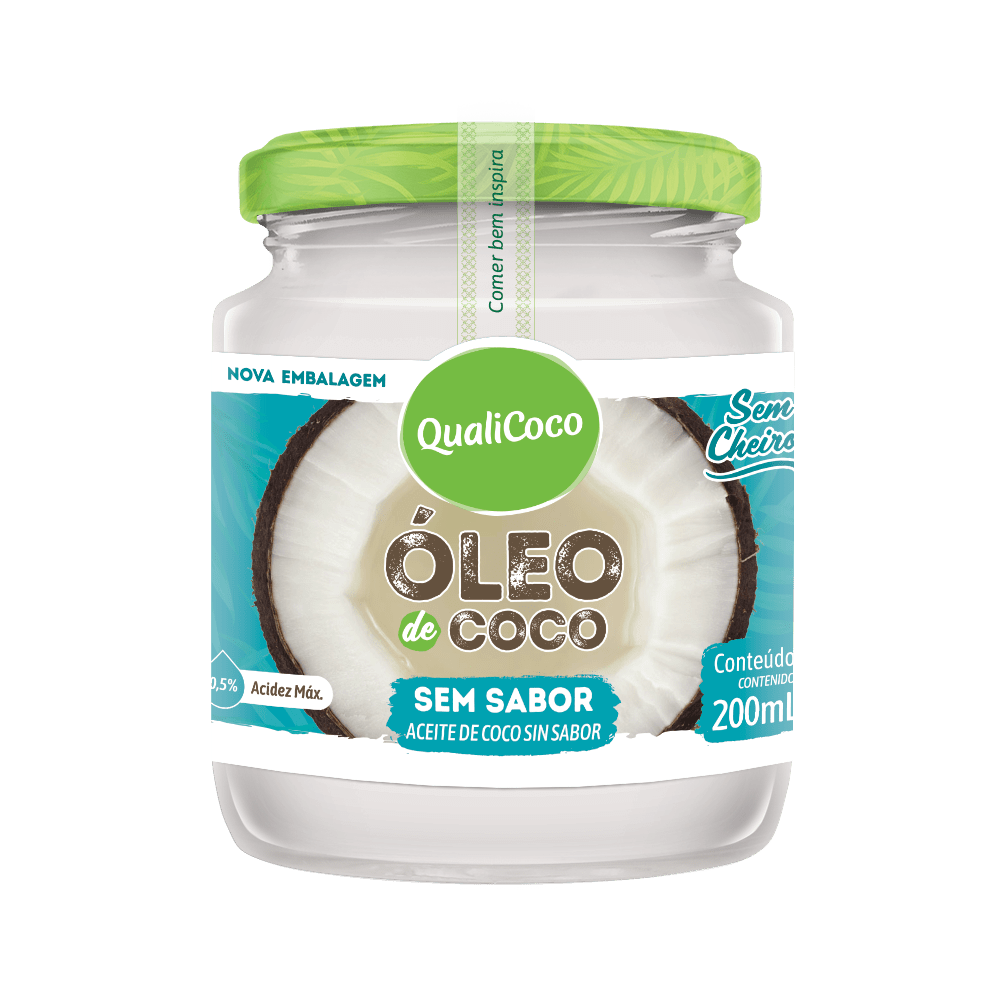 Comer bem inspira
NOVA EMBALAGEM
QualiCoco
Sem
Cheiro
ÓLEO
de COCO
0,5% Acidez Máx.
SEM SABOR
ACEITE DE COCO SIN SABOR
Conteúdo
CONTENIDO
200mL